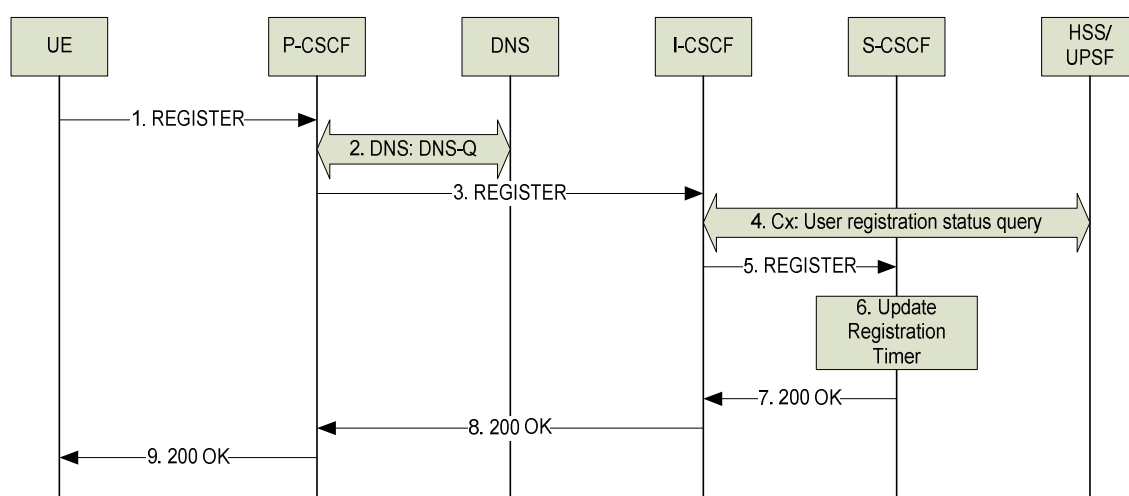 UE
P-CSCF
DNS
I-CSCF
S-CSCF
HSS/
UPSF
1. REGISTER
2. DNS: DNS-Q
3. REGISTER
4. Cx: User registration status query
5. REGISTER
6. Update
Registration
Timer
7. 200 OK
8. 200 OK
9. 200 OK